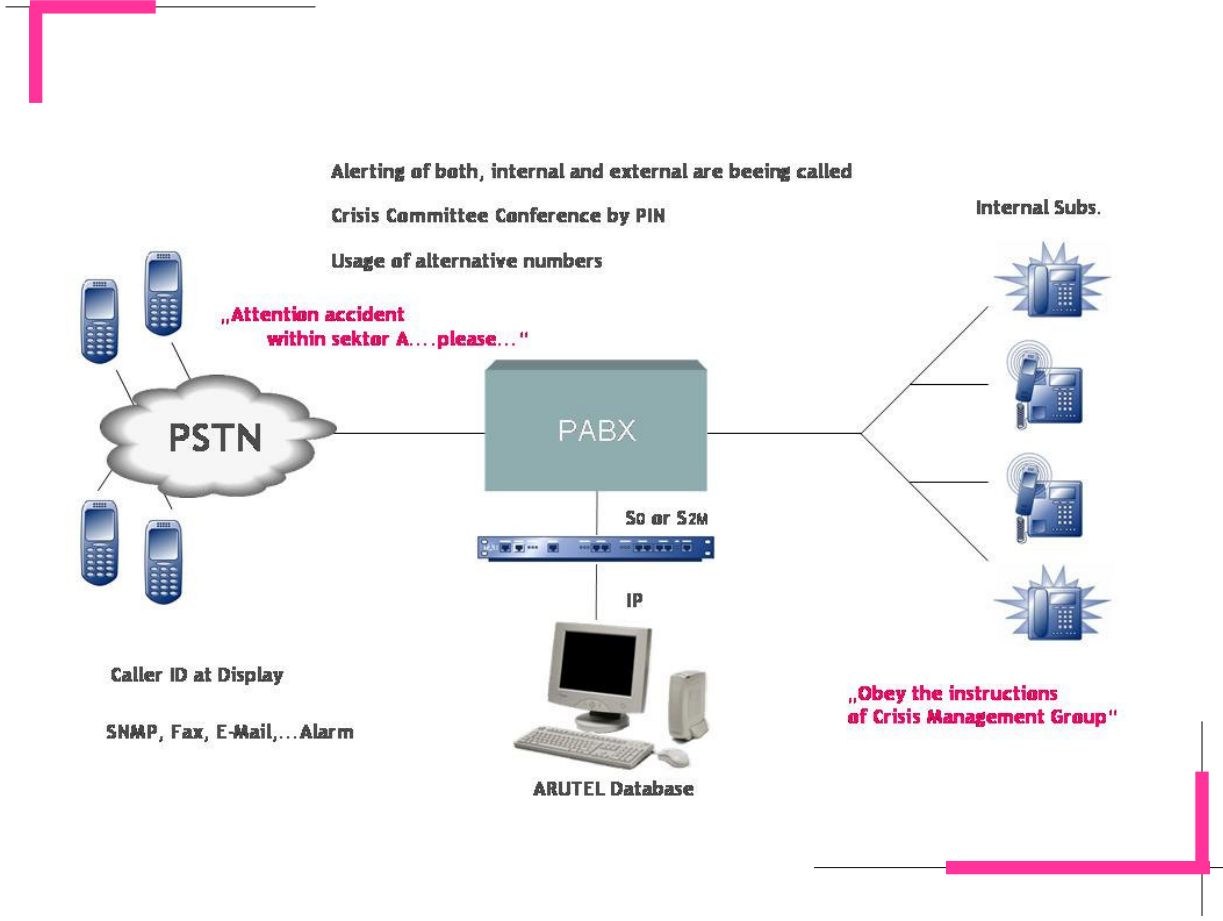 Alerting of both, internal and external are beeing called
Crisis Committee Conference by PIN
Usage of alternative numbers
Internal Subs.
„Attention accident
within sektor A....please...“
PSTN
PABX
S0 or S2M
IP
Caller ID at Display
SNMP, Fax, E-Mail,...Alarm
ARUTEL Database
„Obey the instructions
of Crisis Management Group“